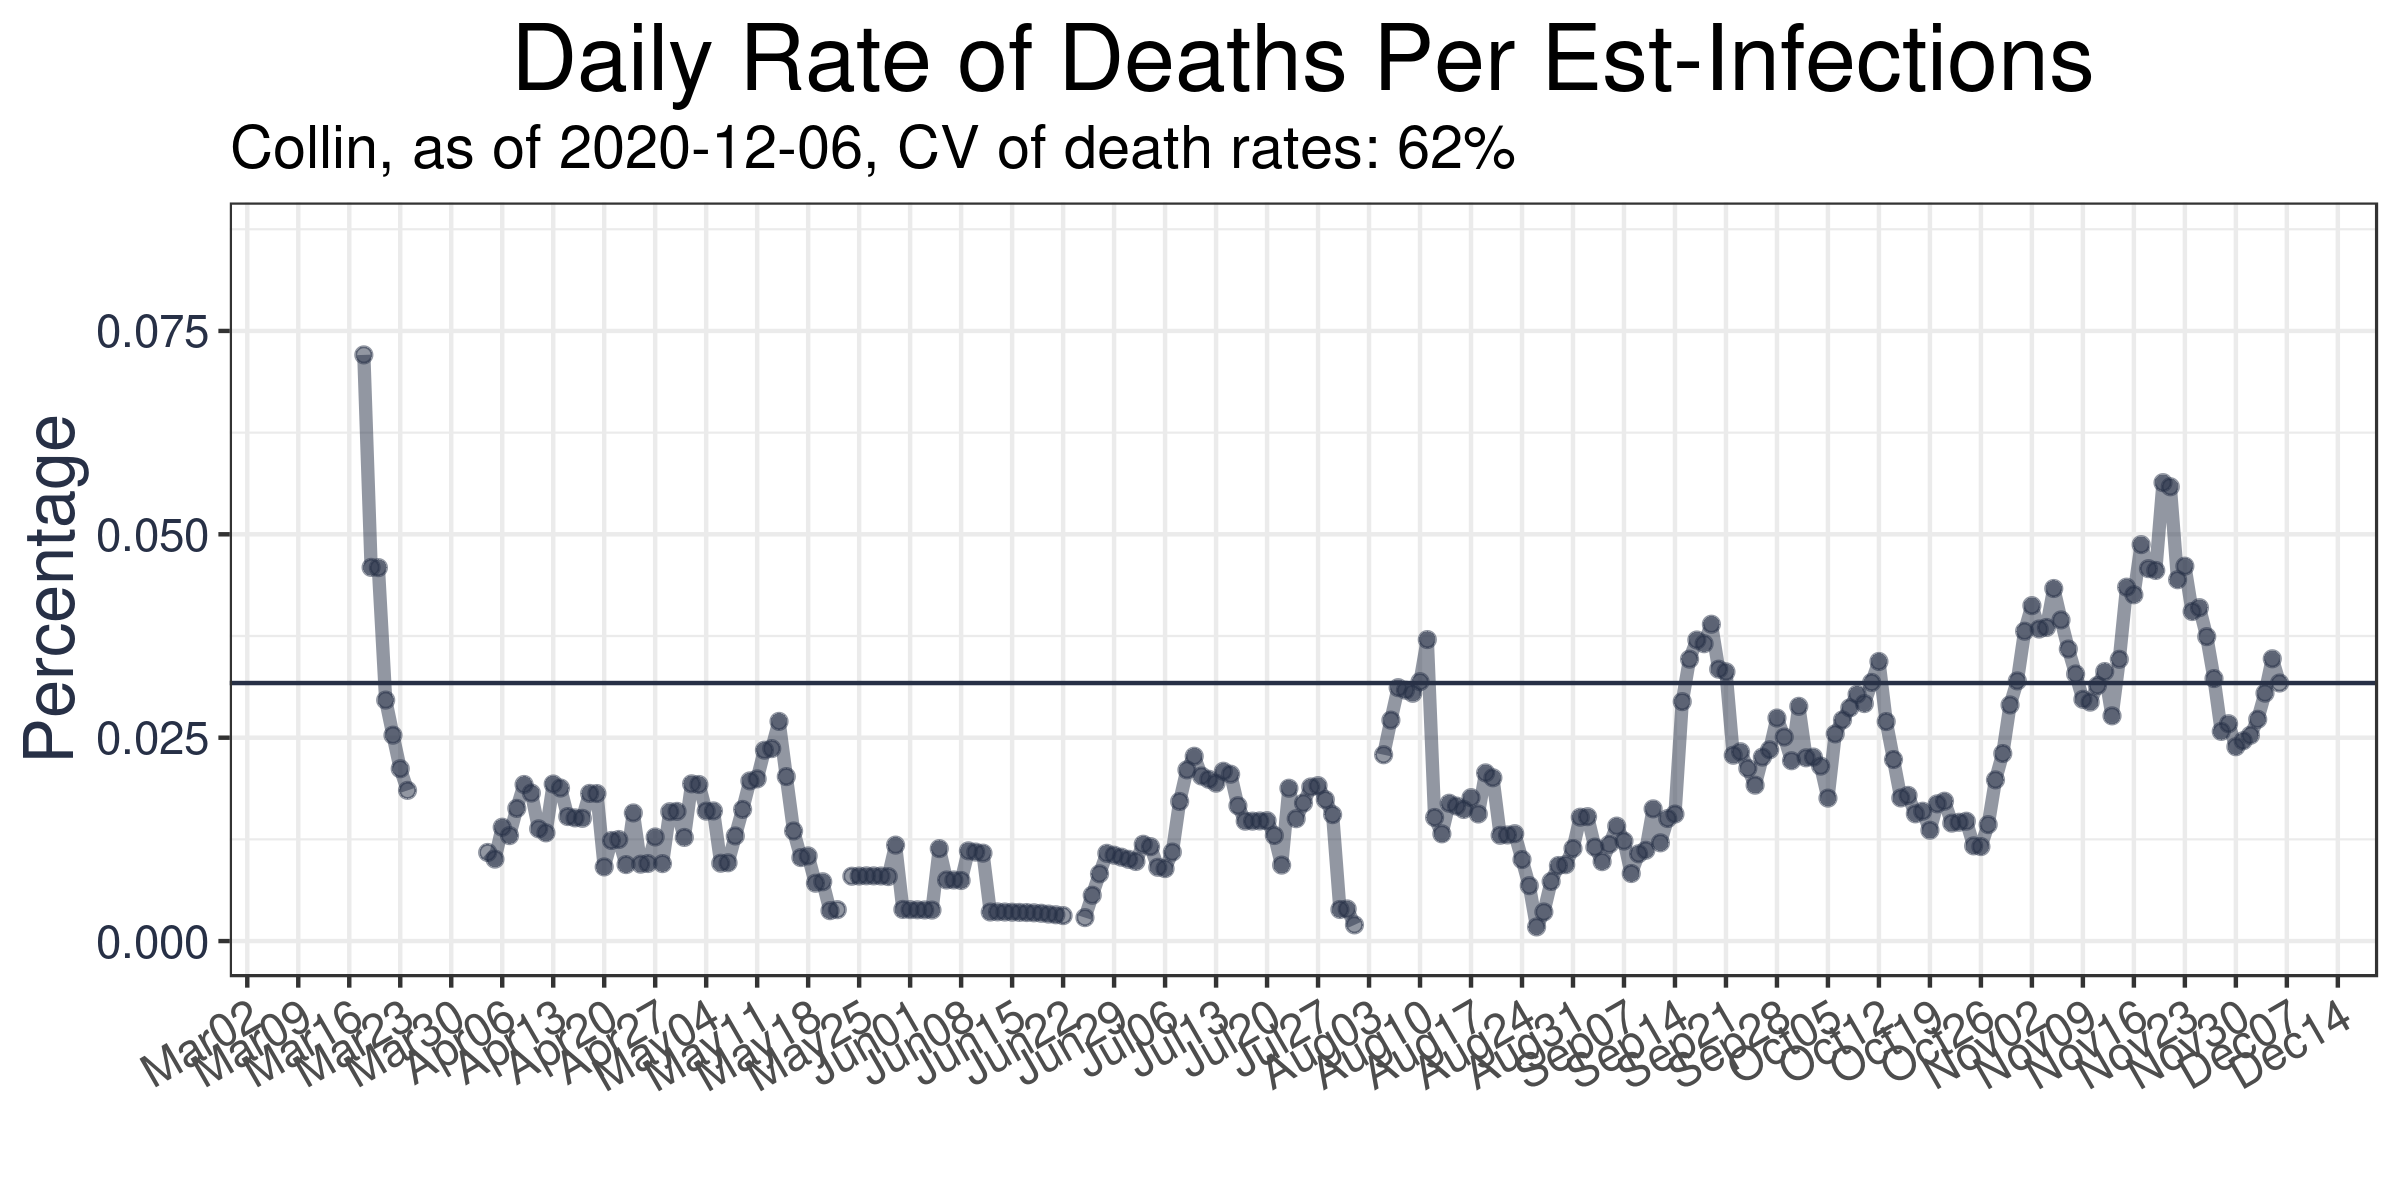 Daily Rate of Deaths Per Est-Infections
Collin, as of 2020-12-06, CV of death rates: 62%
Percentage
0.075
0.050
0.025
0.000
Mar02
Mar09
Mar16
Mar23
Mar30
Apr06
Apr13
Apr20
Apr27
May04
May11
May18
May25
Jun01
Jun08
Jun15
Jun22
Jun29
Jul06
Jul13
Jul20
Jul27
Aug03
Aug10
Aug17
Aug24
Aug31
Sep07
Sep14
Sep21
Sep28
Oct05
Oct12
Oct19
Oct26
Nov02
Nov09
Nov16
Nov23
Nov30
Dec07
Dec14